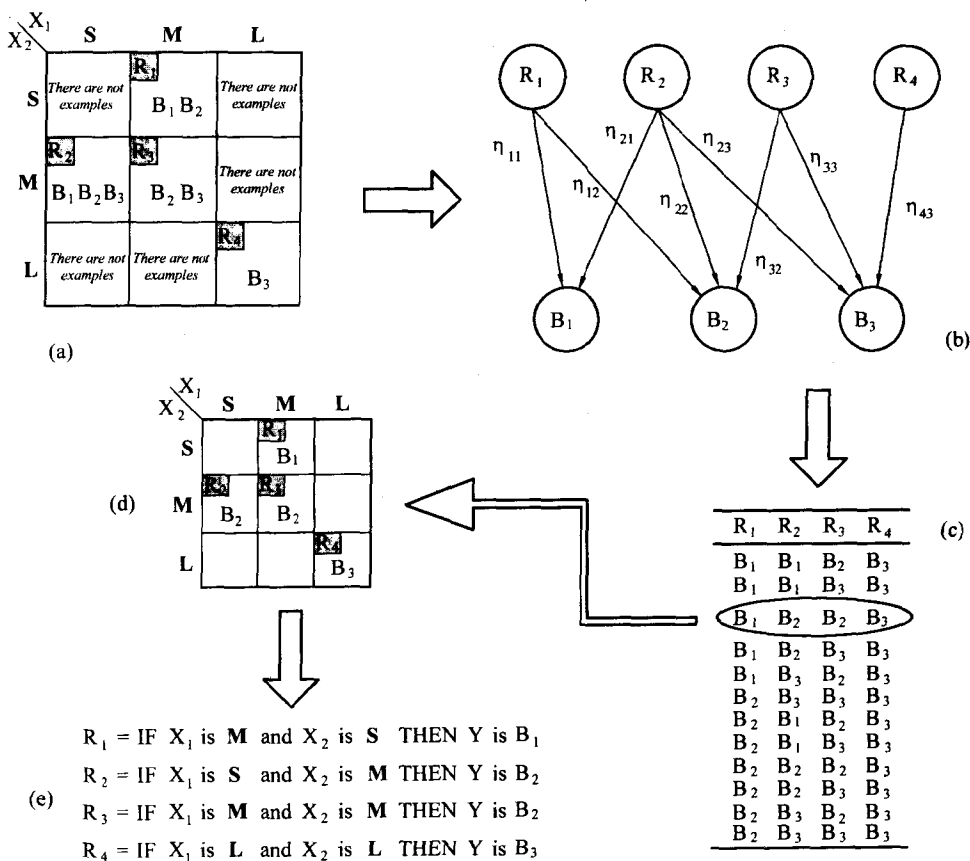 X₁
X₂ S M L
S There are not examples R₁ B₁ B₂ There are not examples
M R₂ B₁ B₂ B₃ R₃ B₂ B₃ There are not examples
L There are not examples There are not examples R₄ B₃
(a)
R₁ R₂ R₃ R₄
η₁₁ η₁₂ η₂₁ η₂₂ η₂₃ η₃₂ η₃₃ η₄₃
B₁ B₂ B₃
(b)
R₁ R₂ R₃ R₄
B₁ B₁ B₂ B₃
B₁ B₁ B₃ B₃
B₁ B₂ B₂ B₃
B₁ B₂ B₃ B₃
B₁ B₃ B₂ B₃
B₂ B₃ B₃ B₃
B₂ B₁ B₂ B₃
B₂ B₁ B₃ B₃
B₂ B₂ B₂ B₃
B₂ B₂ B₃ B₃
B₂ B₃ B₂ B₃
B₂ B₃ B₃ B₃
(c)
X₁
X₂ S M L
S B₁
M B₂ B₂
L R₄ B₃
(d)
R₁ = IF X₁ is M and X₂ is S THEN Y is B₁
R₂ = IF X₁ is S and X₂ is M THEN Y is B₂
R₃ = IF X₁ is M and X₂ is M THEN Y is B₂
R₄ = IF X₁ is L and X₂ is L THEN Y is B₃
(e)